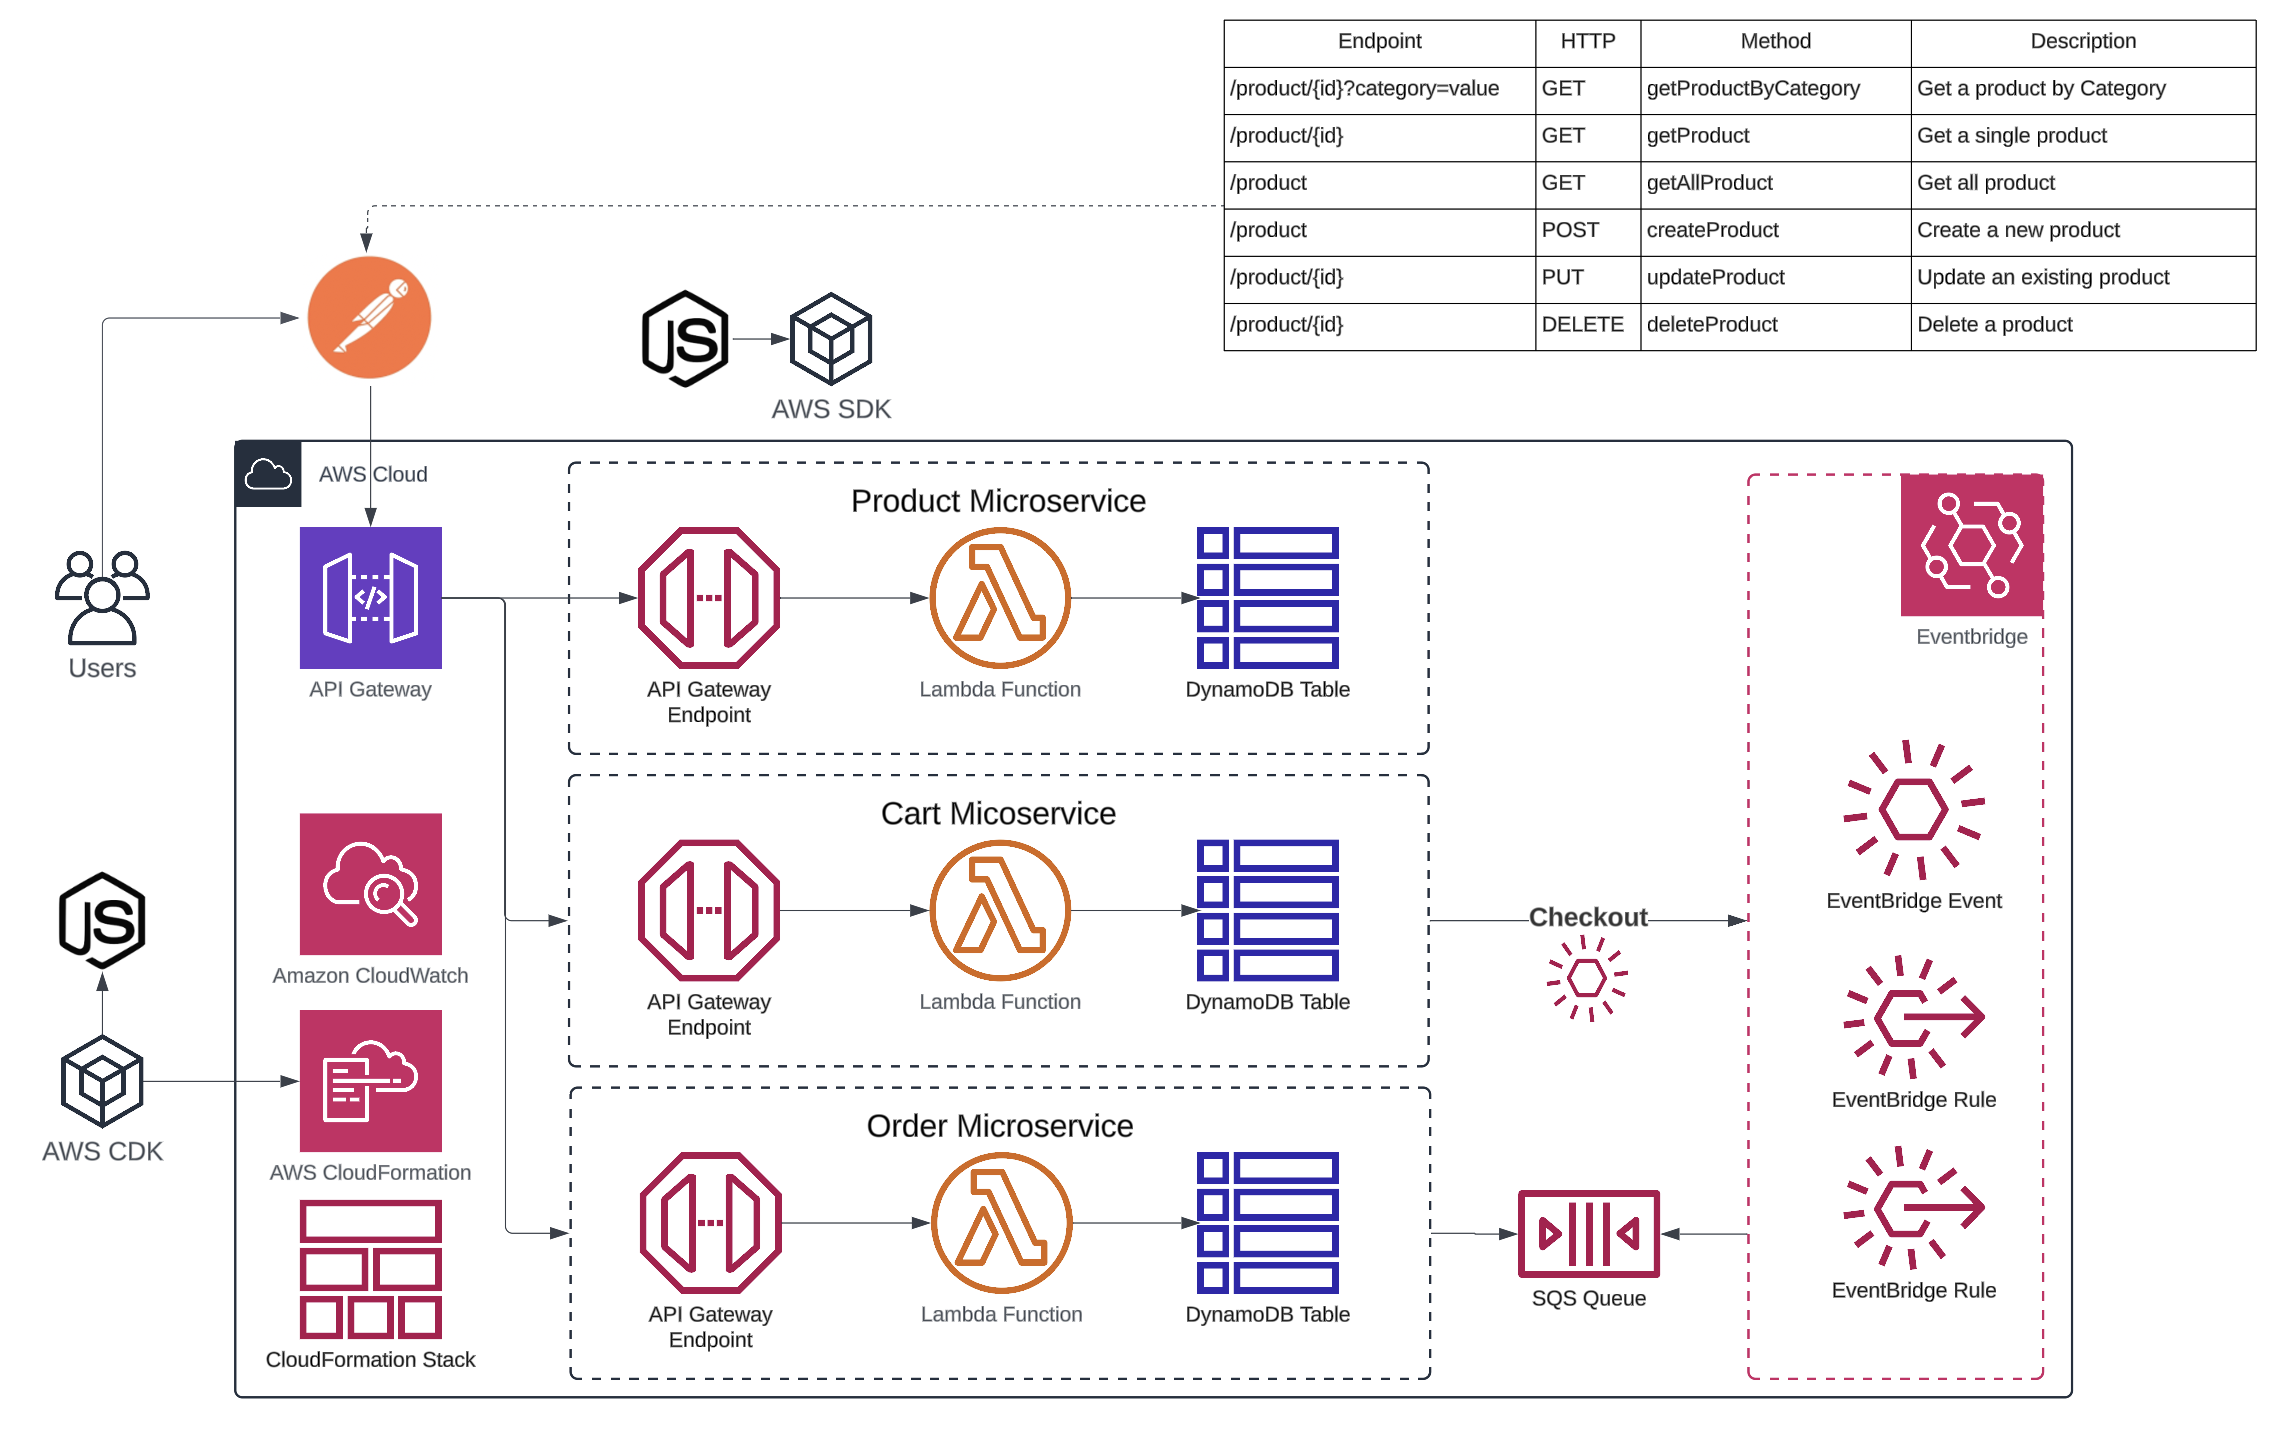 Endpoint HTTP Method Description
/product/{id}?category=value GET getProductByCategory Get a product by Category
/product/{id} GET getProduct Get a single product
/product GET getAllProduct Get all product
/product POST createProduct Create a new product
/product/{id} PUT updateProduct Update an existing product
/product/{id} DELETE deleteProduct Delete a product
JS
AWS SDK
AWS Cloud
Users
API Gateway
Product Microservice
API Gateway
Endpoint
Lambda Function
DynamoDB Table
Eventbridge
Cart Micoservice
API Gateway
Endpoint
Lambda Function
DynamoDB Table
Checkout
EventBridge Event
EventBridge Rule
EventBridge Rule
Amazon CloudWatch
JS
AWS CDK
AWS CloudFormation
CloudFormation Stack
Order Microservice
API Gateway
Endpoint
Lambda Function
DynamoDB Table
SQS Queue